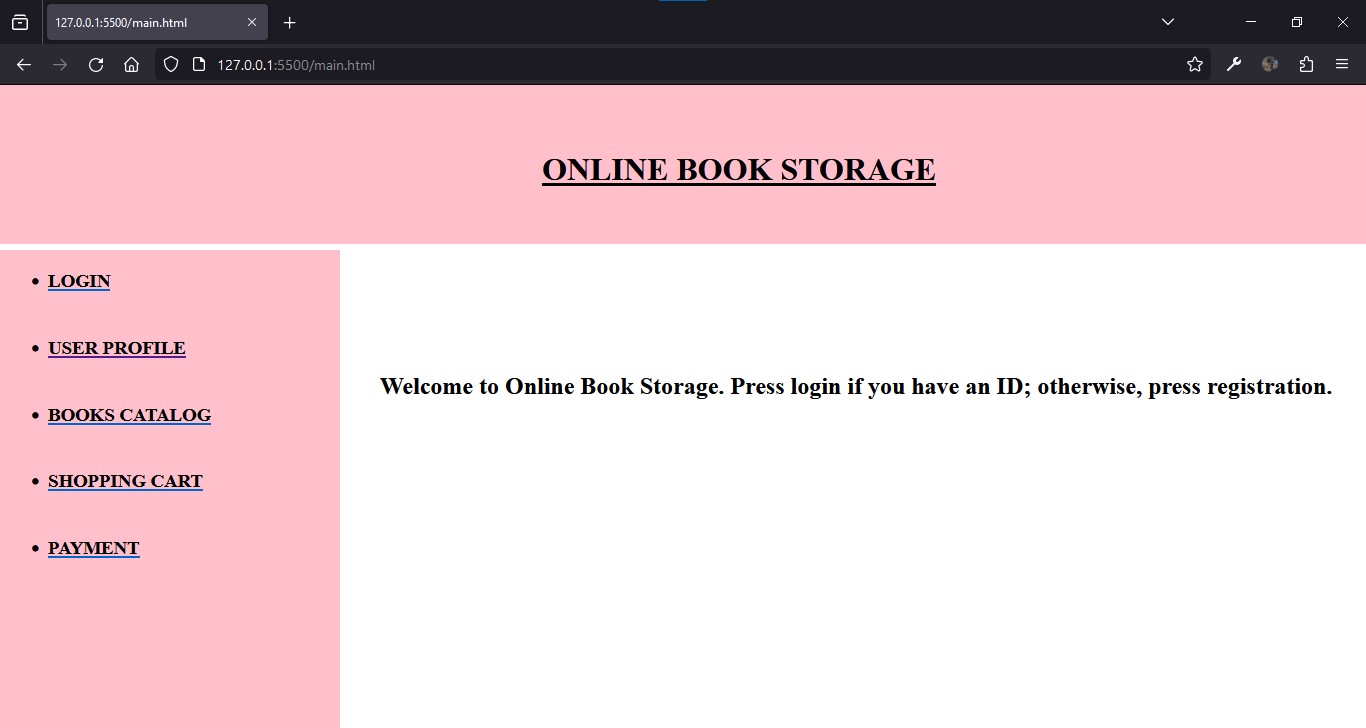 127.0.0.1:5500/main.html
127.0.0.1:5500/main.html
ONLINE BOOK STORAGE
LOGIN
USER PROFILE
BOOKS CATALOG
SHOPPING CART
PAYMENT
Welcome to Online Book Storage. Press login if you have an ID; otherwise, press registration.